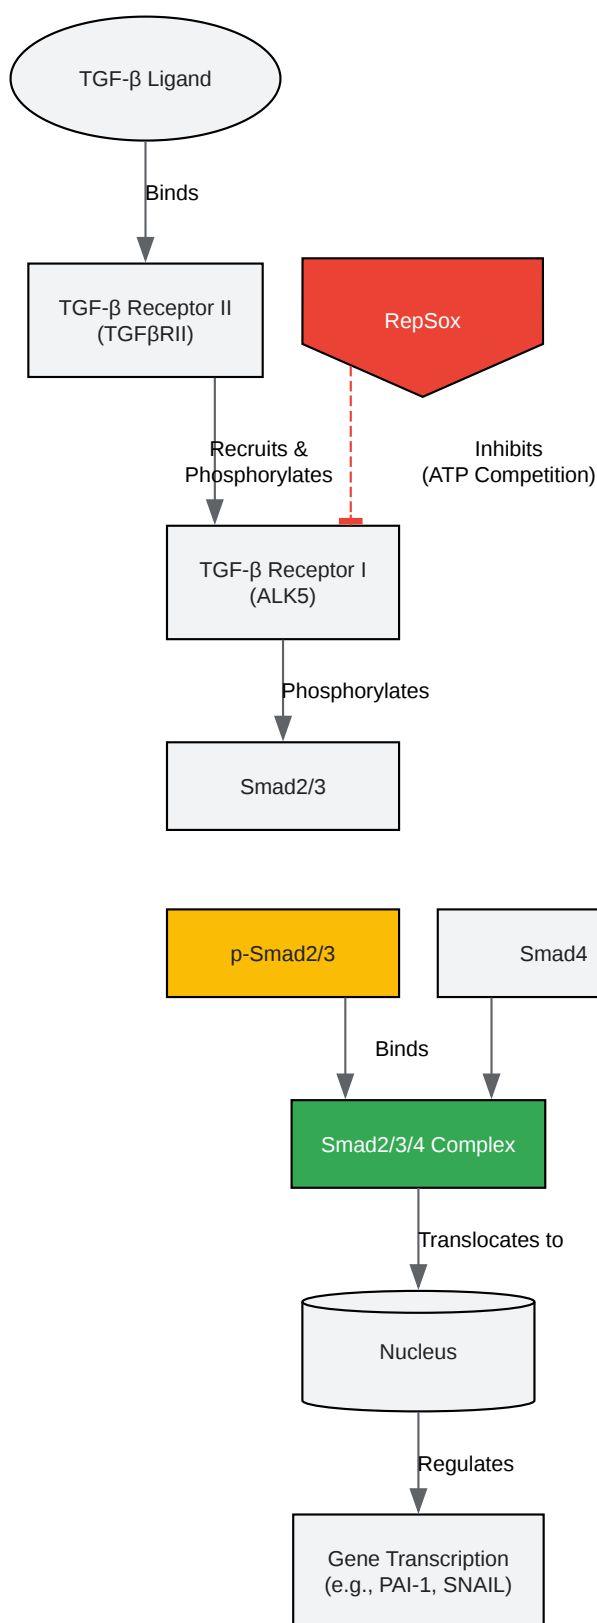 TGF-β Ligand
Binds
TGF-β Receptor II
(TGFβRII)
RepSox
Recruits &
Phosphorylates
Inhibits
(ATP Competition)
TGF-β Receptor I
(ALK5)
Phosphorylates
Smad2/3
p-Smad2/3
Smad4
Binds
Smad2/3/4 Complex
Translocates to
Nucleus
Regulates
Gene Transcription
(e.g., PAI-1, SNAIL)